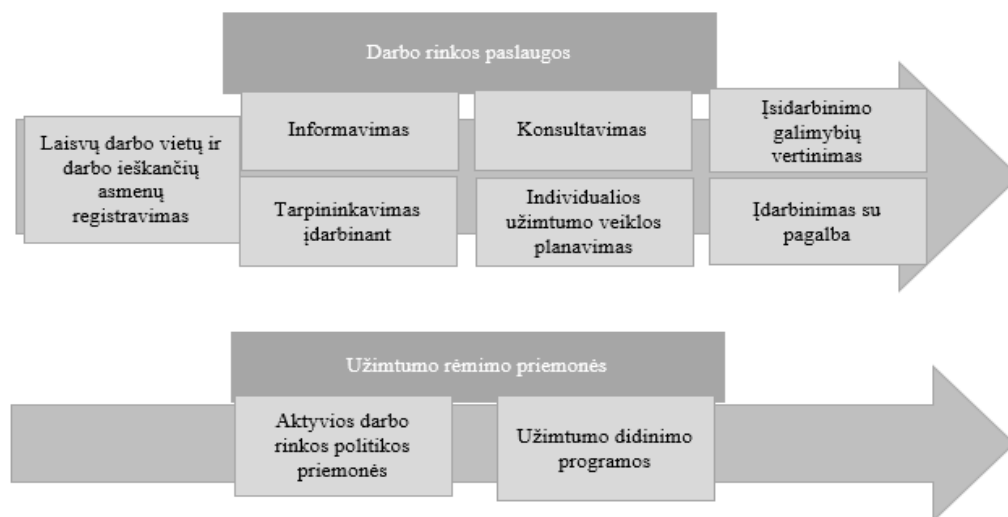 Darbo rinkos paslaugos
Laisvų darbo vietų ir
darbo ieškančių
asmenų
registravimas
Informavimas
Konsultavimas
Įsidarbinimo
galimybių
vertinimas
Tarpininkavimas
įdarbinant
Individualios
užimtumo veiklos
planavimas
Įdarbinimas su
pagalba
Užimtumo rėmimo priemonės
Aktyvios darbo
rinkos politikos
priemonės
Užimtumo didinimo
programos